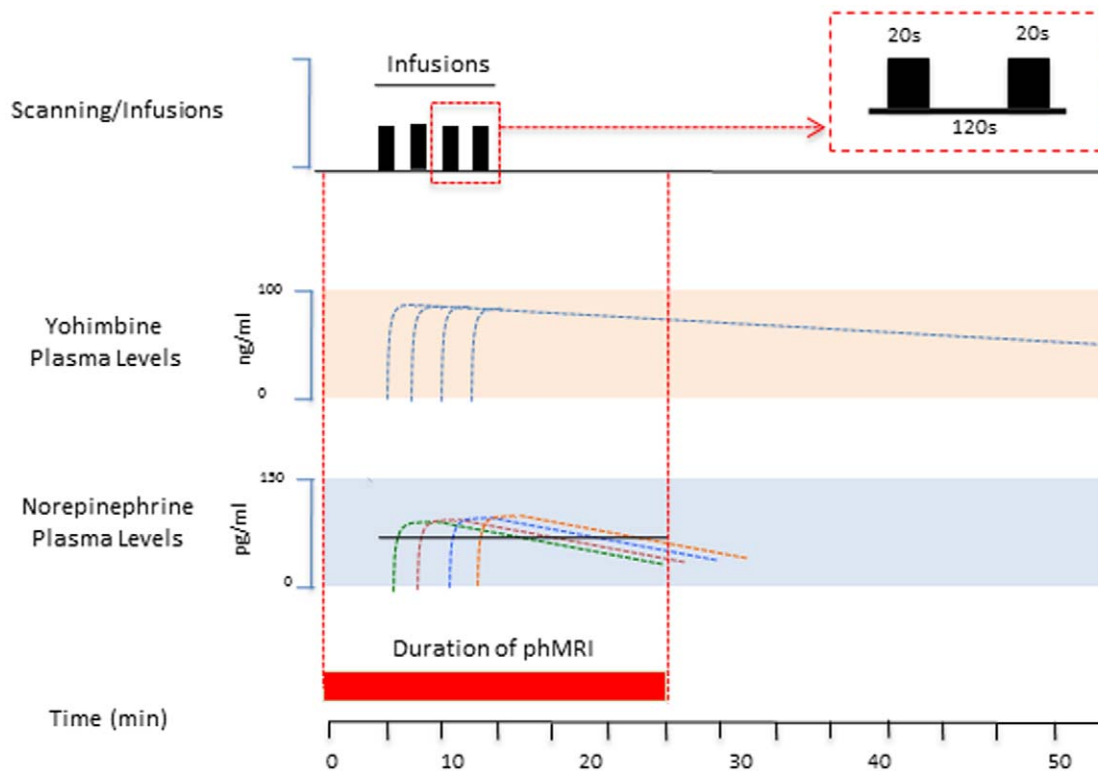 20s 20s
120s
Infusions
Scanning/Infusions
100
Yohimbine
Plasma Levels
ng/ml
0
130
Norepinephrine
Plasma Levels
pg/ml
0
Duration of phMRI
Time (min)
0 10 20 30 40 50